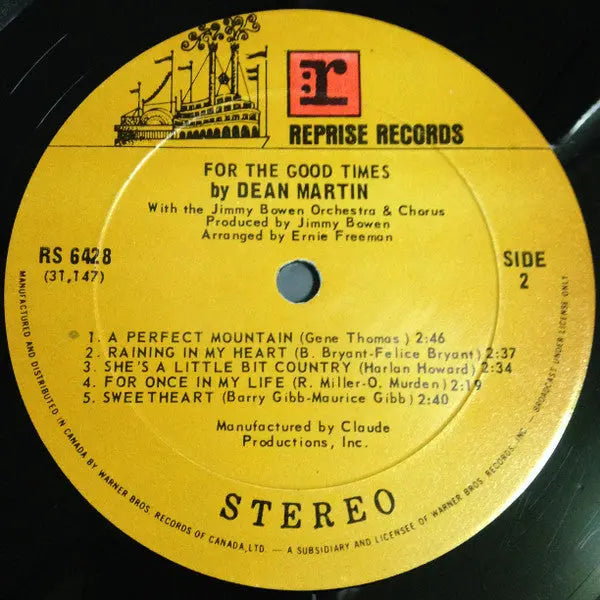 r
REPRISE RECORDS
FOR THE GOOD TIMES
by DEAN MARTIN
With the Jimmy Bowen Orchestra & Chorus
Produced by Jimmy Bowen
Arranged by Ernie Freeman
RS 6428
(31,147)
SIDE
2
1. A PERFECT MOUNTAIN (Gene Thomas) 2:46
2. RAINING IN MY HEART (B. Bryant-Felice Bryant) 2:37
3. SHE'S A LITTLE BIT COUNTRY (Harlan Howard) 2:34
4. FOR ONCE IN MY LIFE (R. Miller-O. Murden) 2:19
5. SWEETHEART (Barry Gibb-Maurice Gibb) 2:40
Manufactured by Claude
Productions, Inc.
STEREO
MANUFACTURED AND DISTRIBUTED IN CANADA BY WARNER BROS. RECORDS OF CANADA, LTD. — A SUBSIDIARY AND LICENSEE OF WARNER BROS. RECORDS, INC. — BROADCAST UNDER LICENSE ONLY.